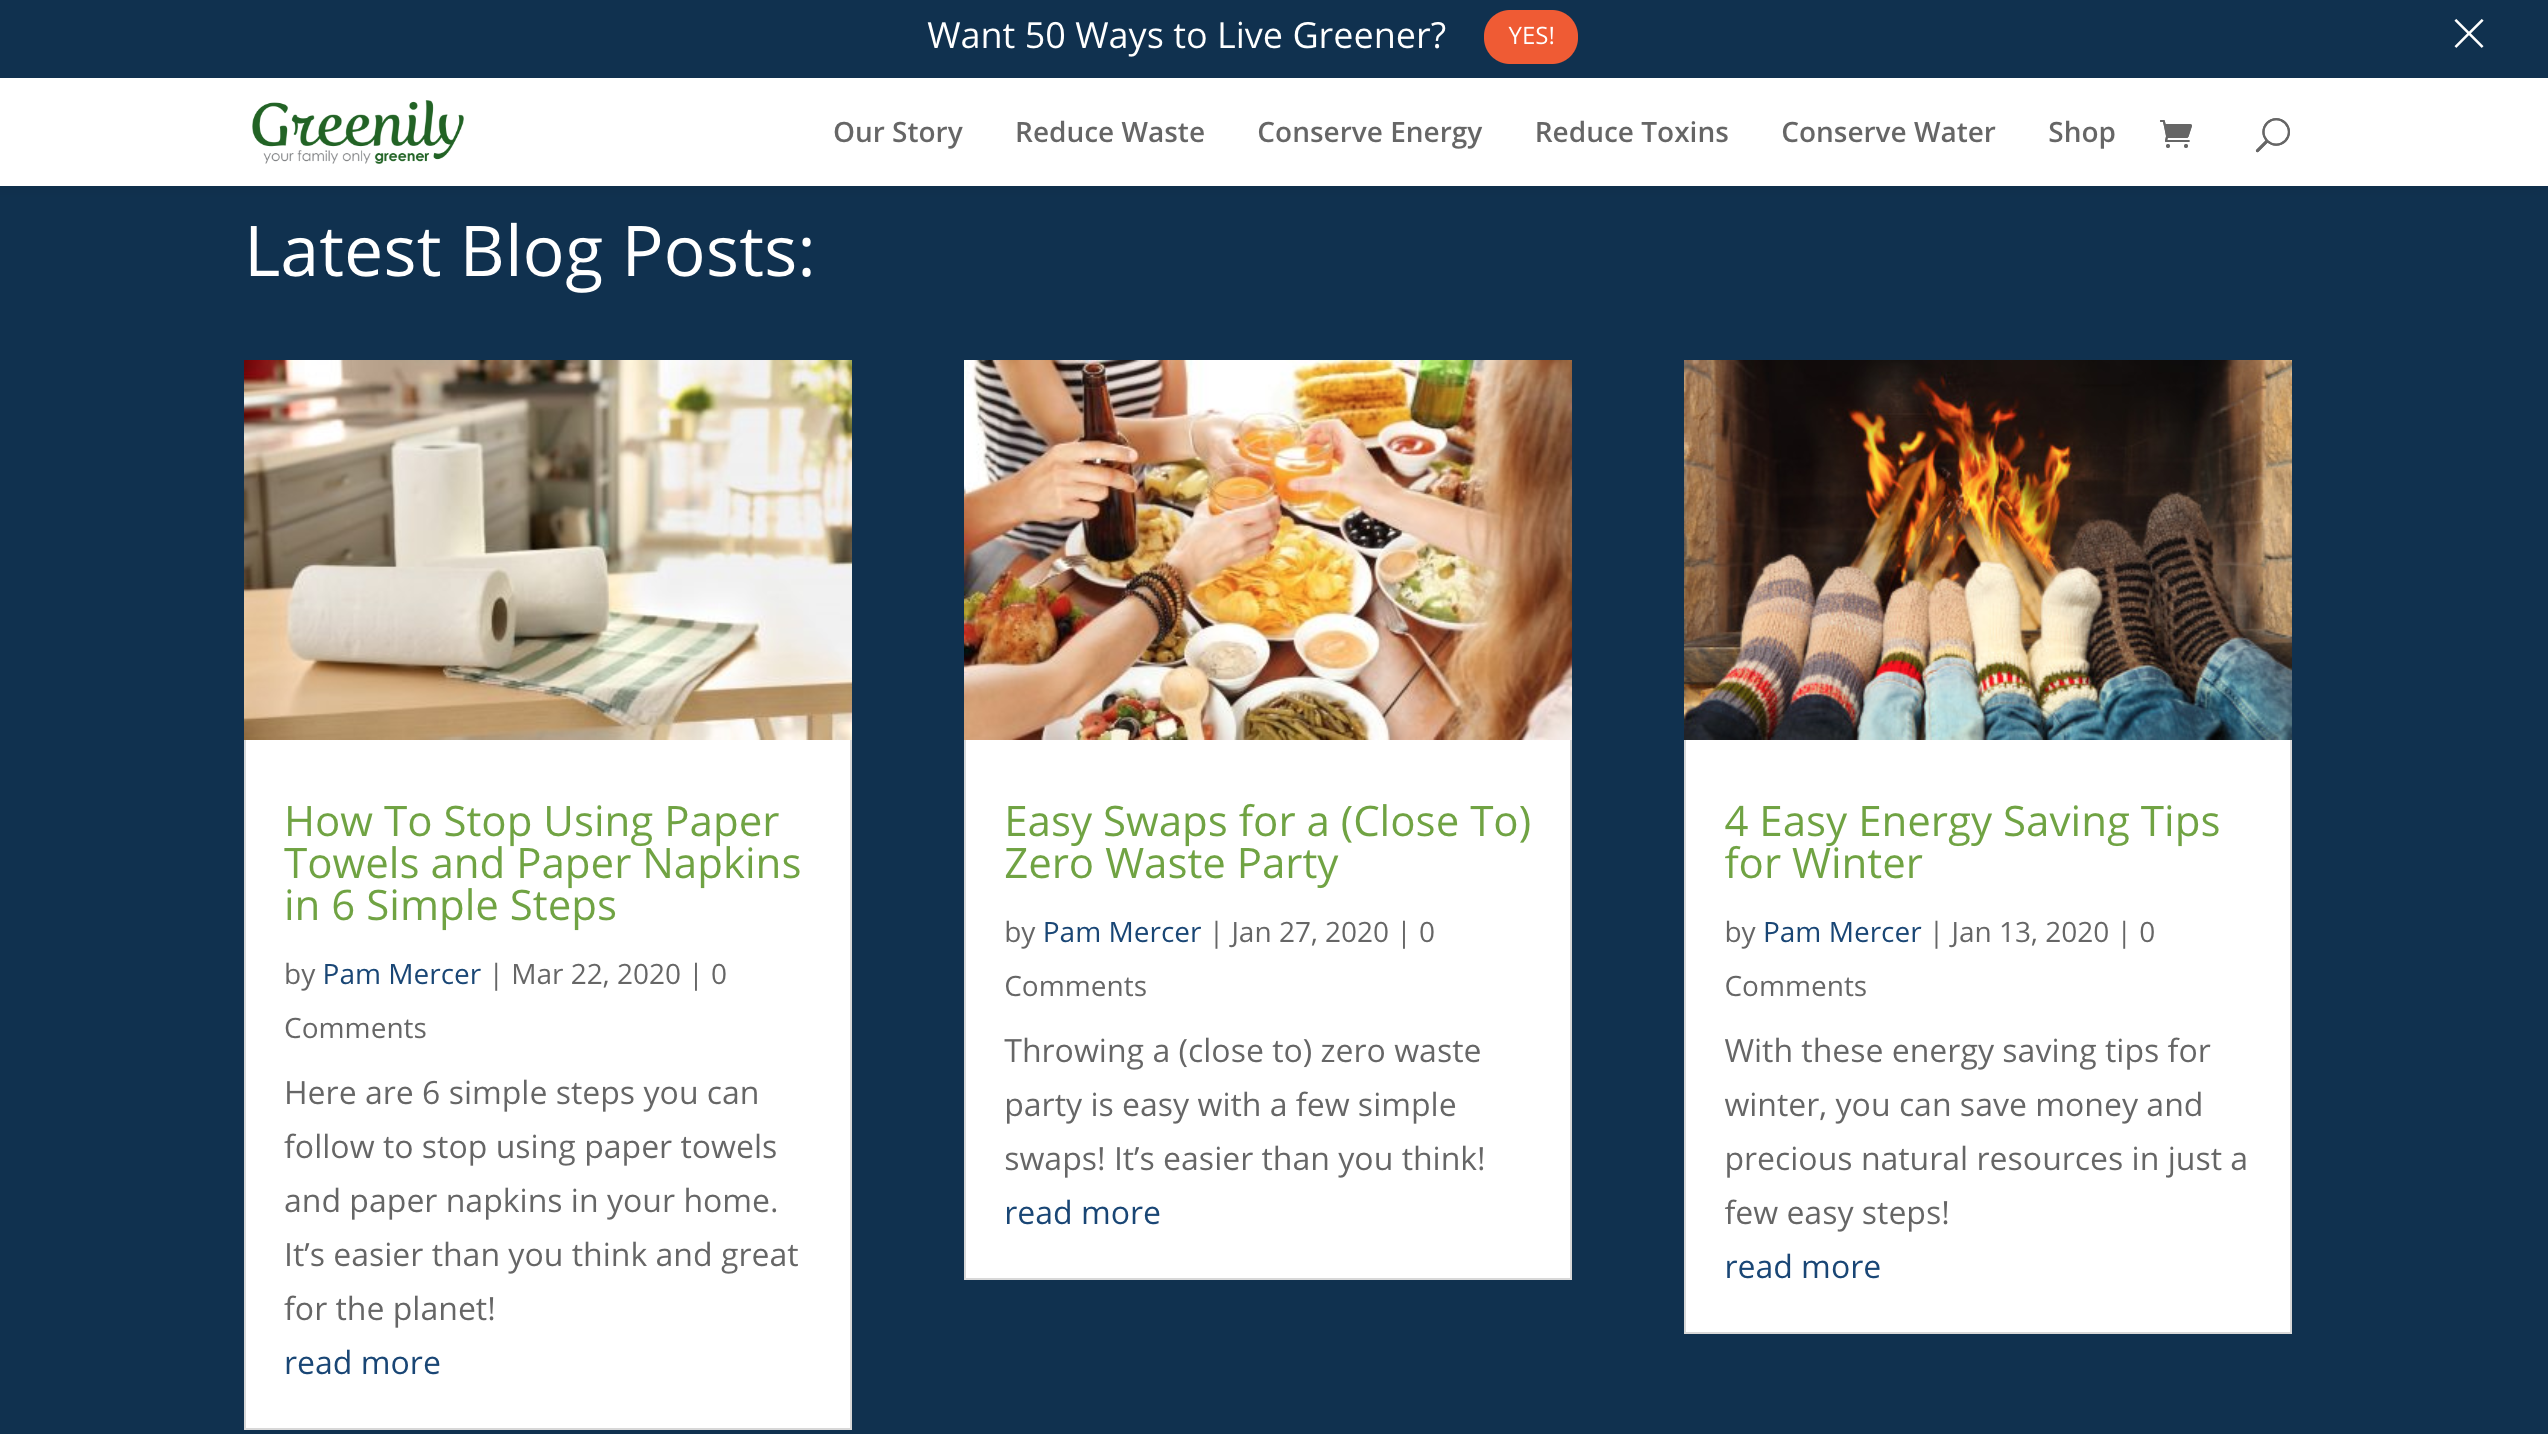 Want 50 Ways to Live Greener?
YES!
Greenily
your family only greener
Our Story
Reduce Waste
Conserve Energy
Reduce Toxins
Conserve Water
Shop
Latest Blog Posts:
How To Stop Using Paper
Towels and Paper Napkins
in 6 Simple Steps
by Pam Mercer | Mar 22, 2020 | 0
Comments
Here are 6 simple steps you can
follow to stop using paper towels
and paper napkins in your home.
It’s easier than you think and great
for the planet!
read more
Easy Swaps for a (Close To)
Zero Waste Party
by Pam Mercer | Jan 27, 2020 | 0
Comments
Throwing a (close to) zero waste
party is easy with a few simple
swaps! It’s easier than you think!
read more
4 Easy Energy Saving Tips
for Winter
by Pam Mercer | Jan 13, 2020 | 0
Comments
With these energy saving tips for
winter, you can save money and
precious natural resources in just a
few easy steps!
read more